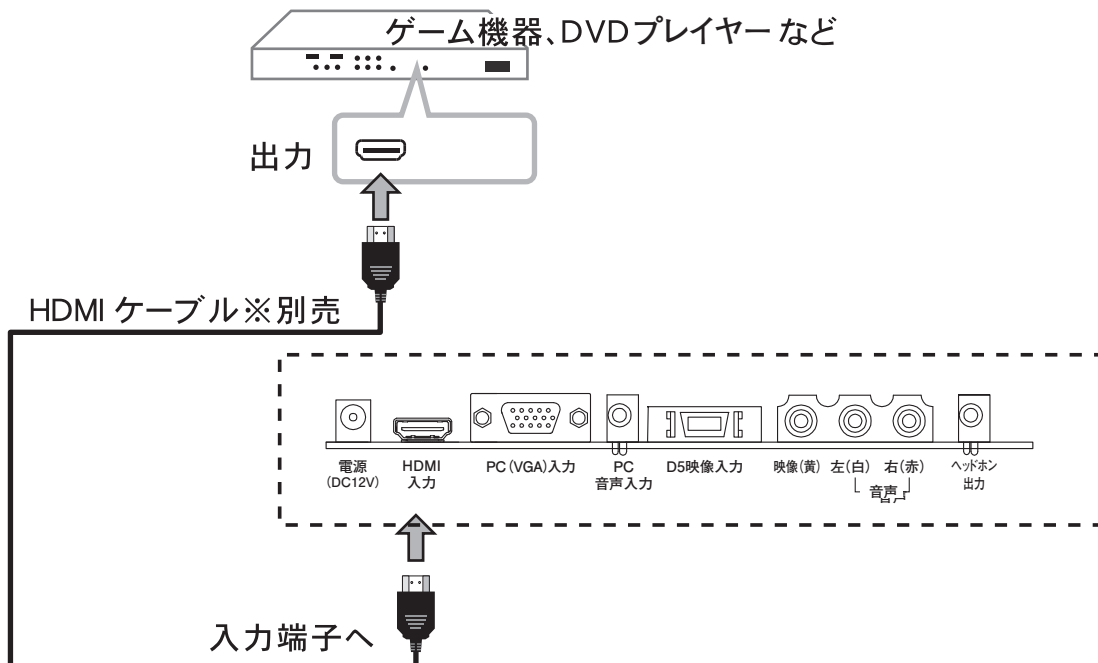 ゲーム機器、DVDプレイヤーなど
出力
HDMI ケーブル※別売
電源
(DC12V)
HDMI
入力
PC(VGA)入力
PC
音声入力
D5映像入力
映像(黄)
左(白)
右(赤)
音声
ヘッドホン
出力
入力端子へ